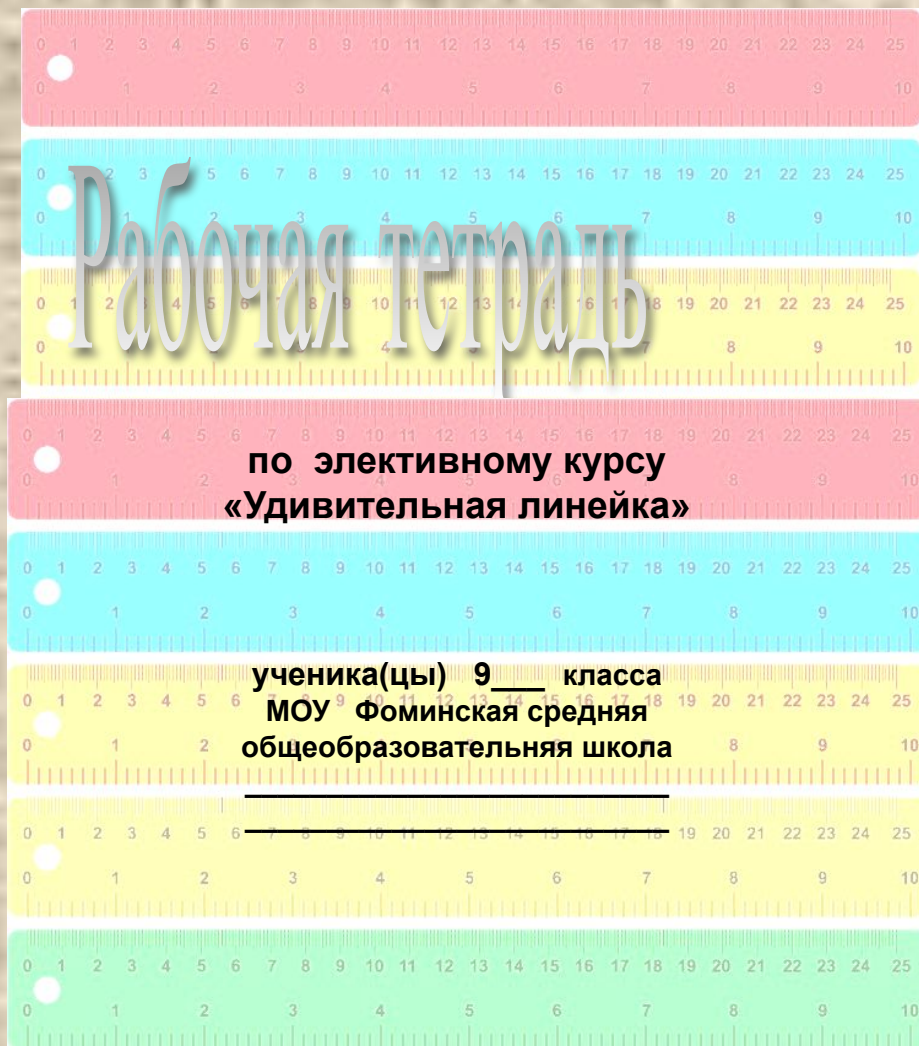 Рабочая тетрадь
по элективному курсу
«Удивительная линейка»
ученика(цы) 9___ класса
МОУ Фоминская средняя
общеобразовательняя школа